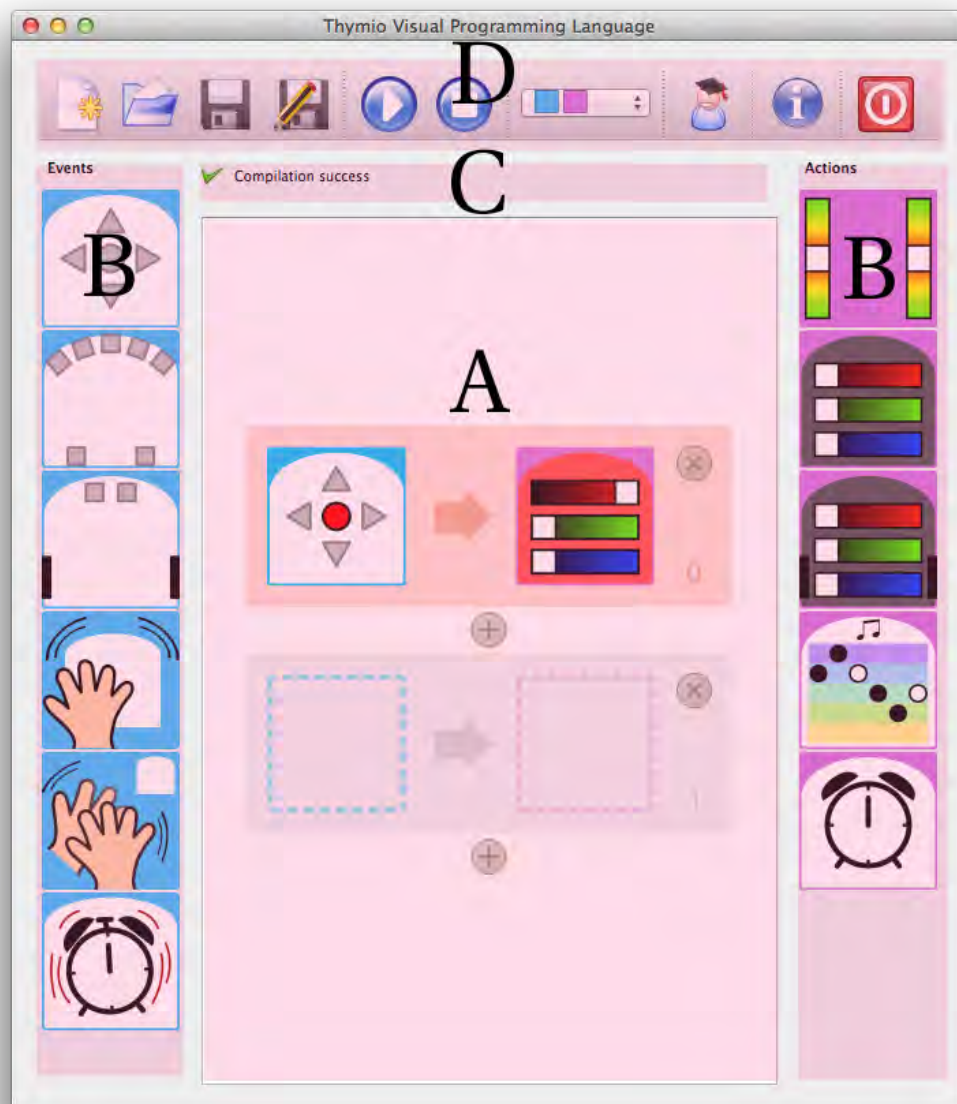 Thymio Visual Programming Language
D
Events
Compilation success
C
Actions
B
B
A
0
1